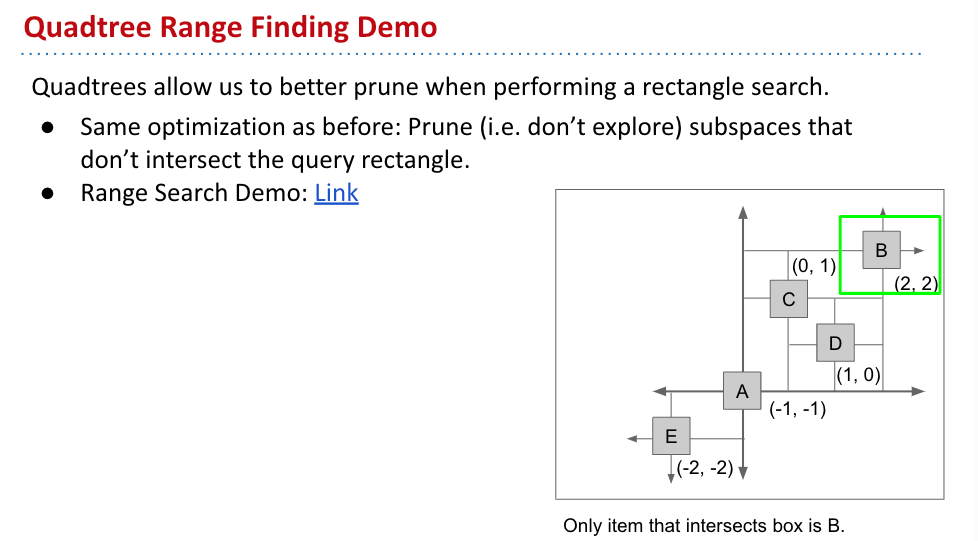 Quadtree Range Finding Demo
Quadtrees allow us to better prune when performing a rectangle search.
● Same optimization as before: Prune (i.e. don’t explore) subspaces that
don’t intersect the query rectangle.
● Range Search Demo: Link
B
(0, 1)
(2, 2)
C
D
(1, 0)
A
(-1, -1)
E
(-2, -2)
Only item that intersects box is B.